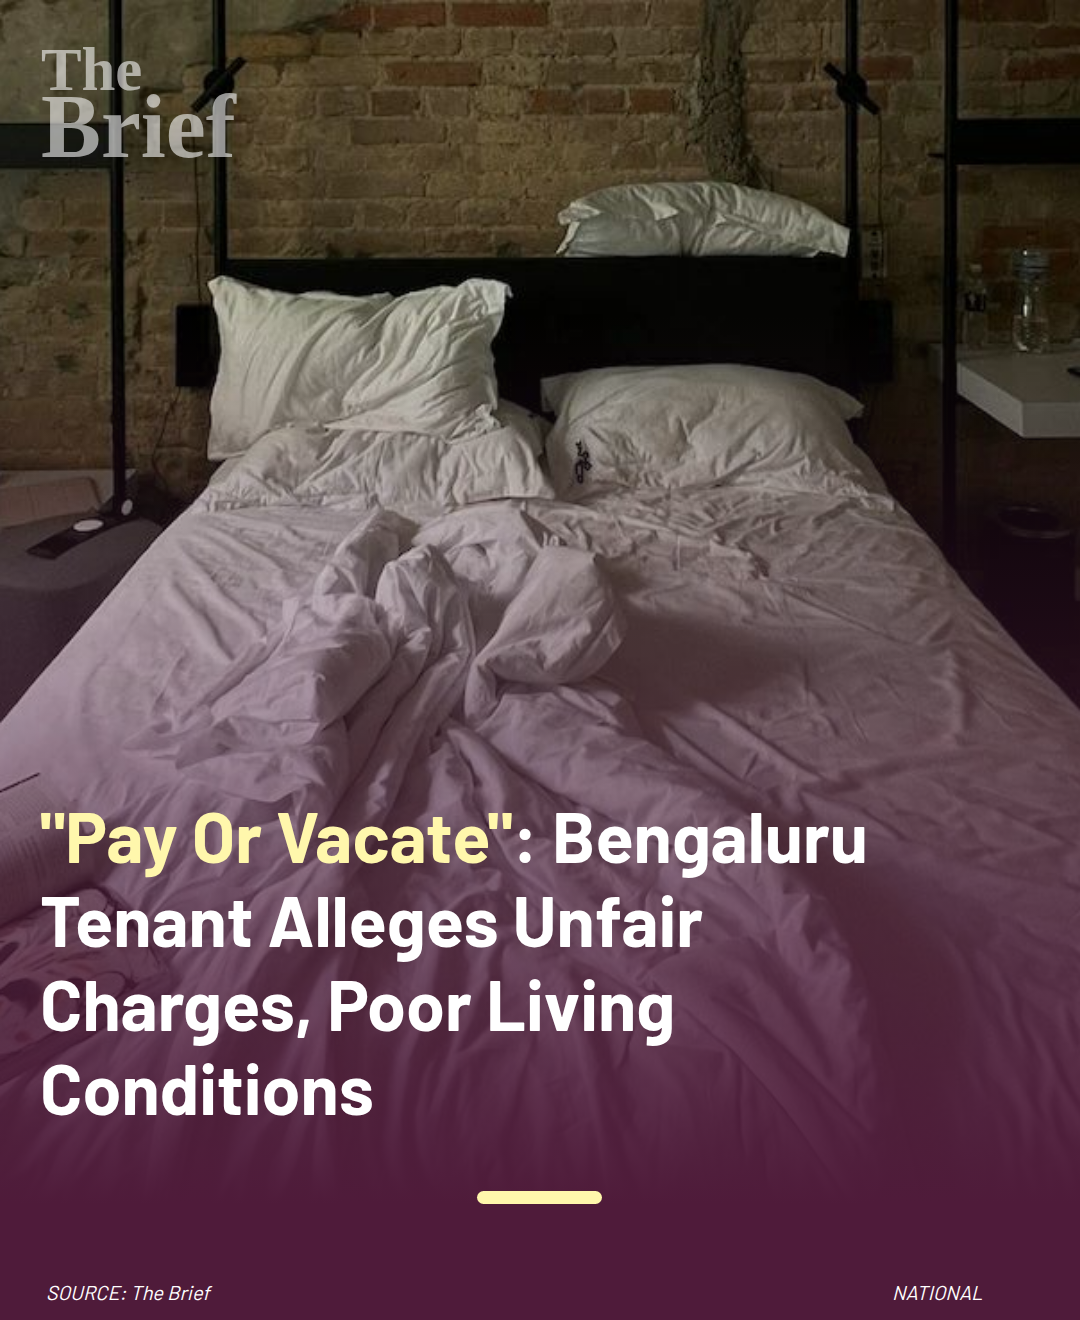 The
Brief
"Pay Or Vacate": Bengaluru
Tenant Alleges Unfair
Charges, Poor Living
Conditions
SOURCE: The Brief
NATIONAL